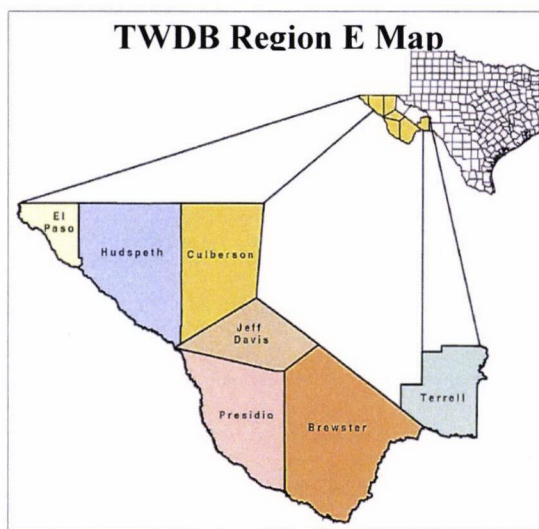 TWDB Region E Map
El
Paso
Hudspeth
Culberson
Jeff
Davis
Presidio
Brewster
Terrell